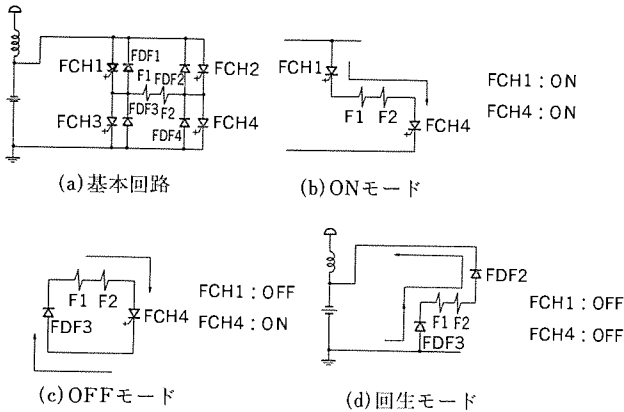 FDF1
FCH1
F1
FDF2
FCH2
FDF3
F2
FCH3
FDF4
FCH4
(a)基本回路
FCH1
F1 F2
FCH4
FCH1：ON
FCH4：ON
(b)ONモード
F1 F2
FDF3
FCH4
FCH1：OFF
FCH4：ON
(c)OFFモード
FDF2
F1 F2
FDF3
FCH1：OFF
FCH4：OFF
(d)回生モード